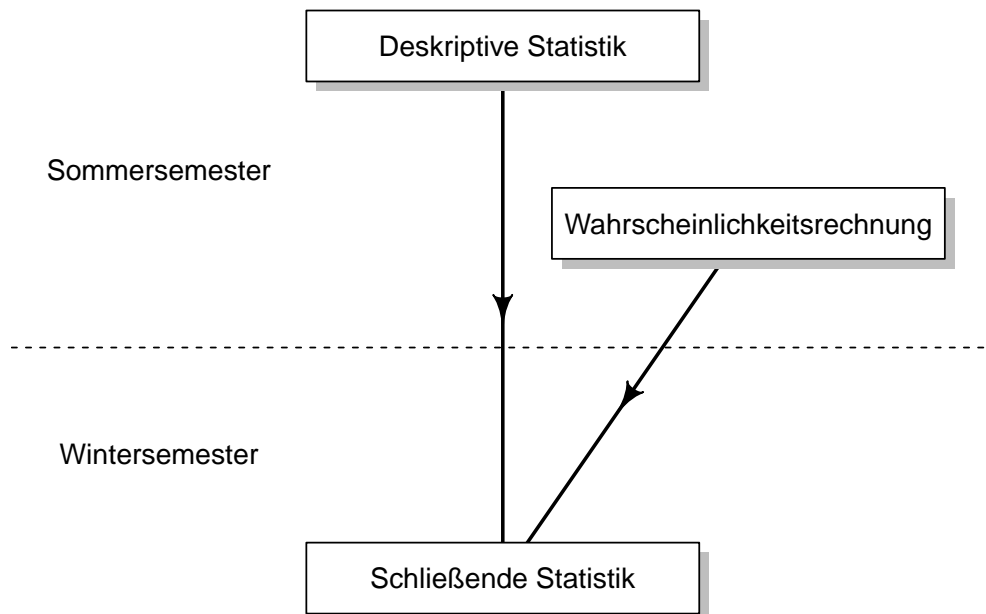 Deskriptive Statistik
Sommersemester
Wahrscheinlichkeitsrechnung
Wintersemester
Schließende Statistik